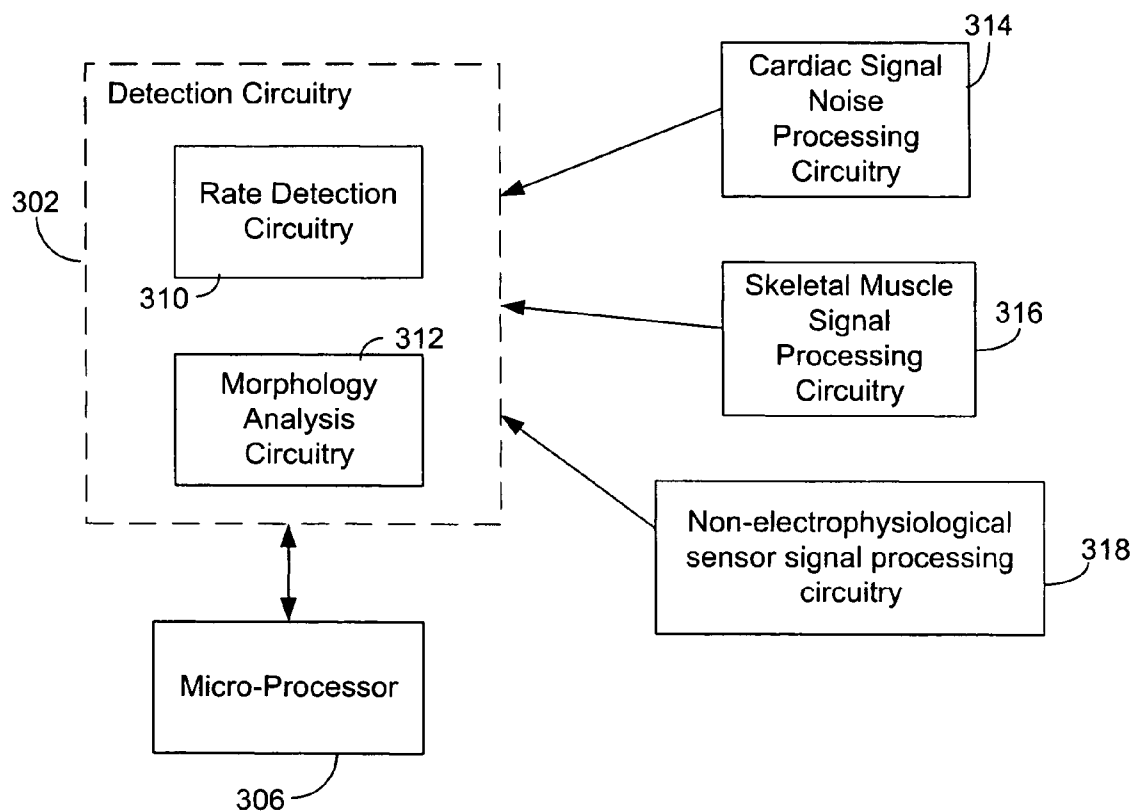 314
Cardiac Signal
Noise
Processing
Circuitry
Detection Circuitry
Rate Detection
Circuitry
302
310
Skeletal Muscle
Signal
Processing
Circuitry
316
312
Morphology
Analysis
Circuitry
Non-electrophysiological
sensor signal processing
circuitry
318
Micro-Processor
306